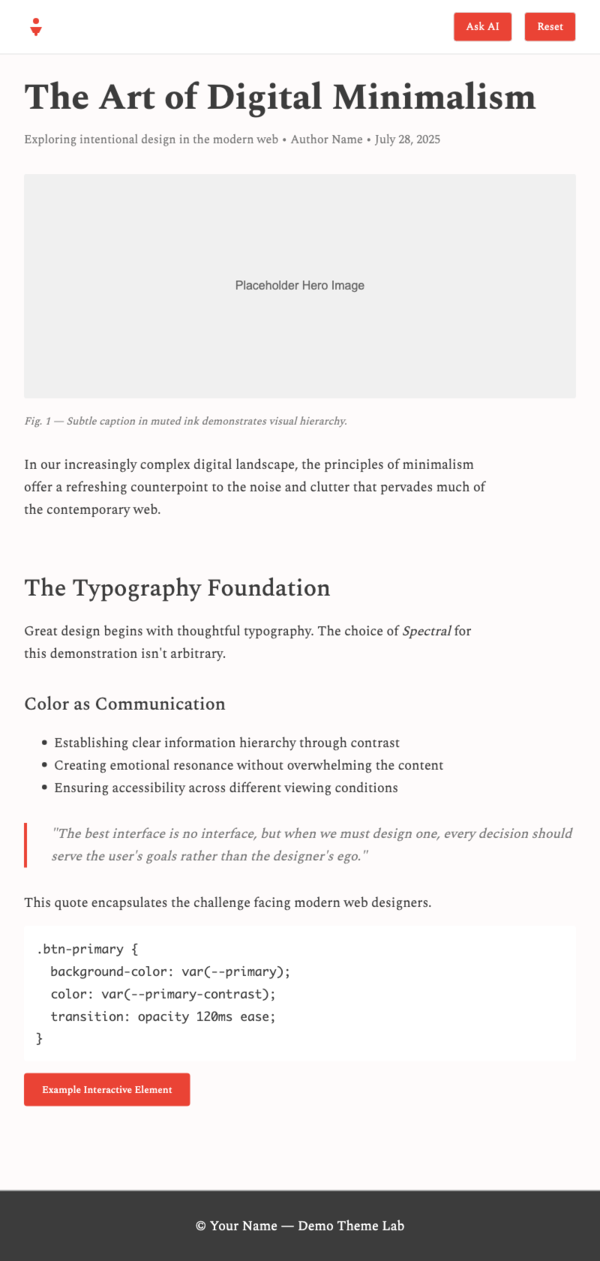 Ask AI
Reset
The Art of Digital Minimalism
Exploring intentional design in the modern web • Author Name • July 28, 2025
Placeholder Hero Image
Fig. 1 — Subtle caption in muted ink demonstrates visual hierarchy.
In our increasingly complex digital landscape, the principles of minimalism
offer a refreshing counterpoint to the noise and clutter that pervades much of
the contemporary web.
The Typography Foundation
Great design begins with thoughtful typography. The choice of Spectral for
this demonstration isn't arbitrary.
Color as Communication
• Establishing clear information hierarchy through contrast
• Creating emotional resonance without overwhelming the content
• Ensuring accessibility across different viewing conditions
"The best interface is no interface, but when we must design one, every decision should
serve the user's goals rather than the designer's ego."
This quote encapsulates the challenge facing modern web designers.
.btn-primary {
  background-color: var(--primary);
  color: var(--primary-contrast);
  transition: opacity 120ms ease;
}
Example Interactive Element
© Your Name — Demo Theme Lab